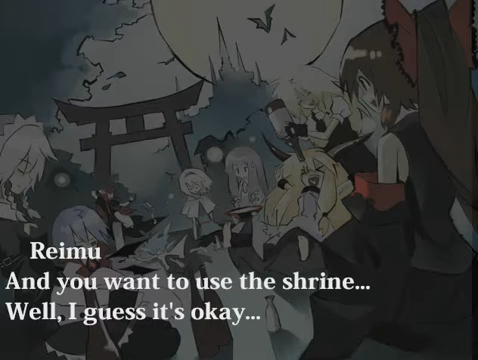 Reimu
And you want to use the shrine...
Well, I guess it's okay...